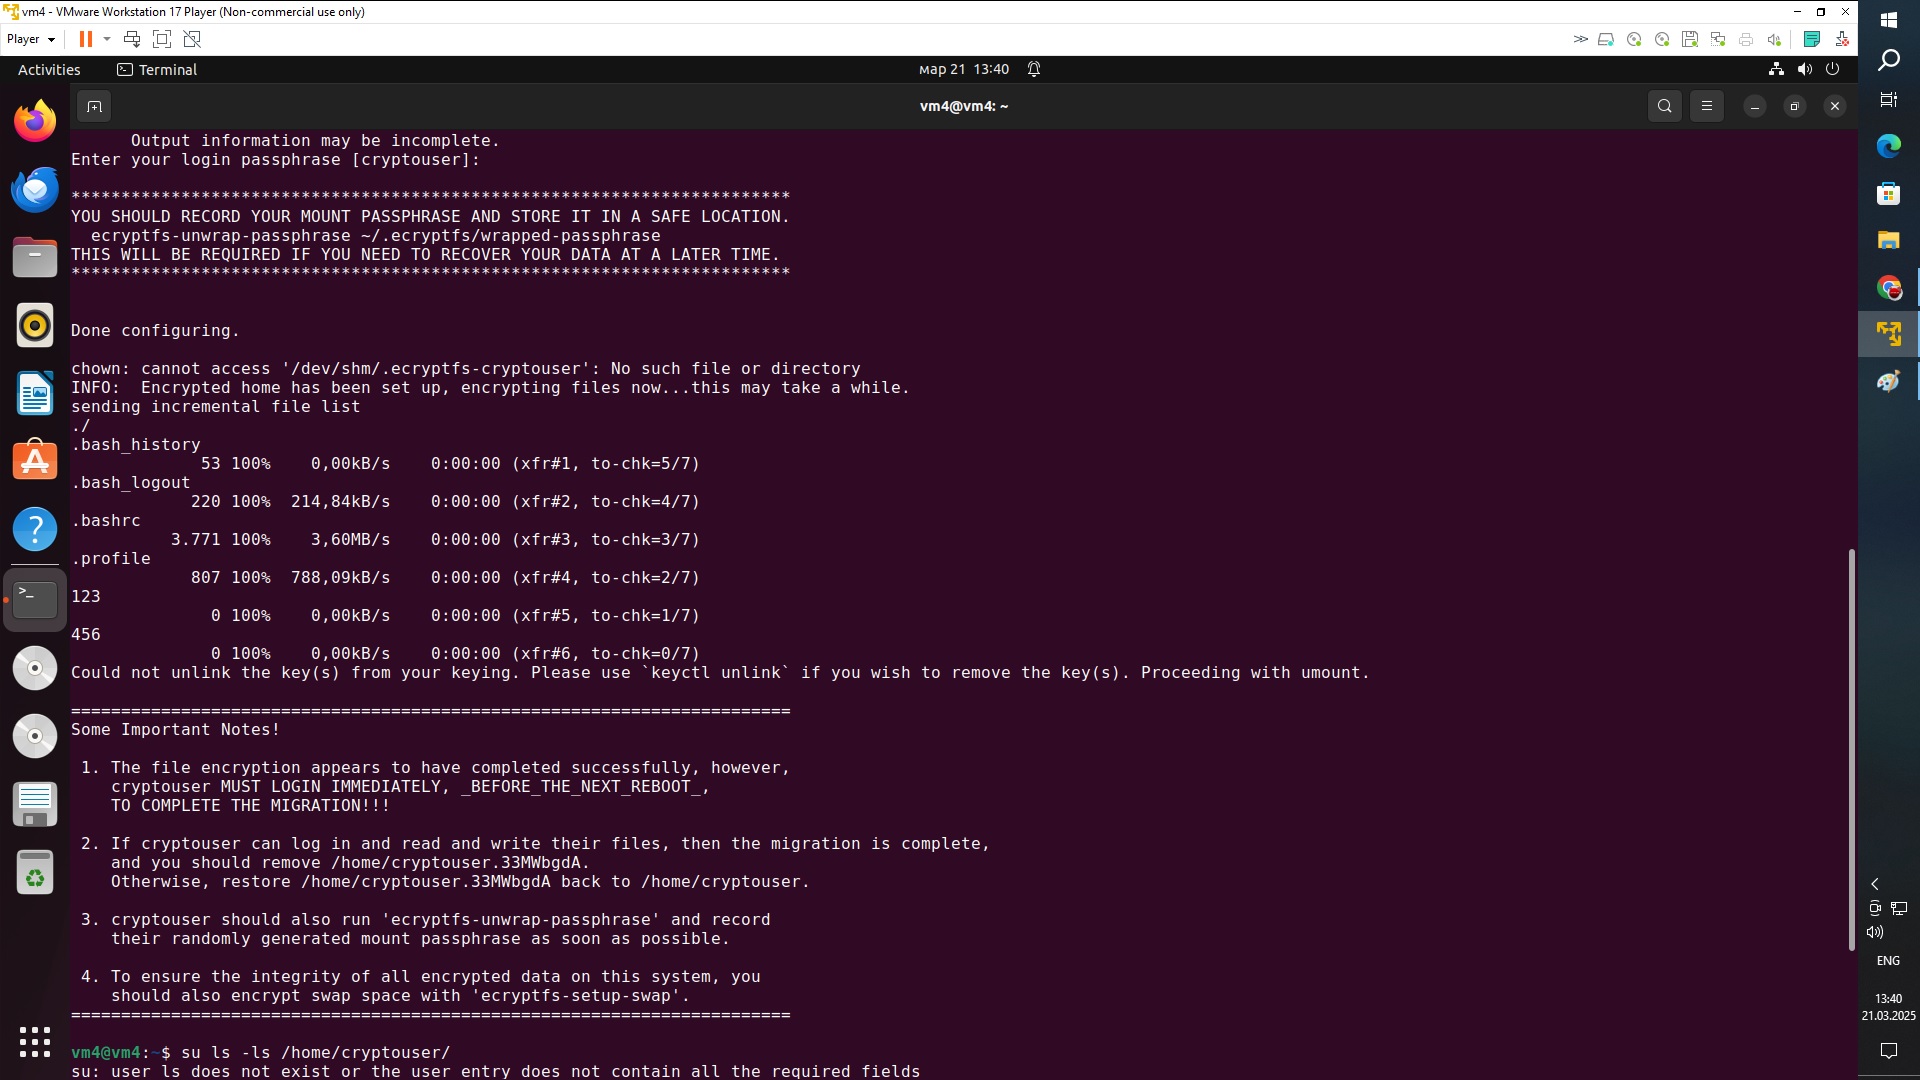 vm4 - VMware Workstation 17 Player (Non-commercial use only)
Player
Activities
Terminal
мар 21 13:40
vm4@vm4: ~
Output information may be incomplete.
Enter your login passphrase [cryptouser]:
************************************************************************
YOU SHOULD RECORD YOUR MOUNT PASSPHRASE AND STORE IT IN A SAFE LOCATION.
ecryptfs-unwrap-passphrase ~/.ecryptfs/wrapped-passphrase
THIS WILL BE REQUIRED IF YOU NEED TO RECOVER YOUR DATA AT A LATER TIME.
************************************************************************
Done configuring.
chown: cannot access '/dev/shm/.ecryptfs-cryptouser': No such file or directory
INFO:  Encrypted home has been set up, encrypting files now...this may take a while.
sending incremental file list
./
.bash_history
53 100%    0,00kB/s    0:00:00 (xfr#1, to-chk=5/7)
.bash_logout
220 100%  214,84kB/s    0:00:00 (xfr#2, to-chk=4/7)
.bashrc
3.771 100%    3,60MB/s    0:00:00 (xfr#3, to-chk=3/7)
.profile
807 100%  788,09kB/s    0:00:00 (xfr#4, to-chk=2/7)
123
0 100%    0,00kB/s    0:00:00 (xfr#5, to-chk=1/7)
456
0 100%    0,00kB/s    0:00:00 (xfr#6, to-chk=0/7)
Could not unlink the key(s) from your keying. Please use `keyctl unlink` if you wish to remove the key(s). Proceeding with umount.
========================================================================
Some Important Notes!
1. The file encryption appears to have completed successfully, however,
cryptouser MUST LOGIN IMMEDIATELY, _BEFORE_THE_NEXT_REBOOT_,
TO COMPLETE THE MIGRATION!!!
2. If cryptouser can log in and read and write their files, then the migration is complete,
and you should remove /home/cryptouser.33MWbgdA.
Otherwise, restore /home/cryptouser.33MWbgdA back to /home/cryptouser.
3. cryptouser should also run 'ecryptfs-unwrap-passphrase' and record
their randomly generated mount passphrase as soon as possible.
4. To ensure the integrity of all encrypted data on this system, you
should also encrypt swap space with 'ecryptfs-setup-swap'.
========================================================================
vm4@vm4:~$ su ls -ls /home/cryptouser/
su: user ls does not exist or the user entry does not contain all the required fields
ENG
13:40
21.03.2025